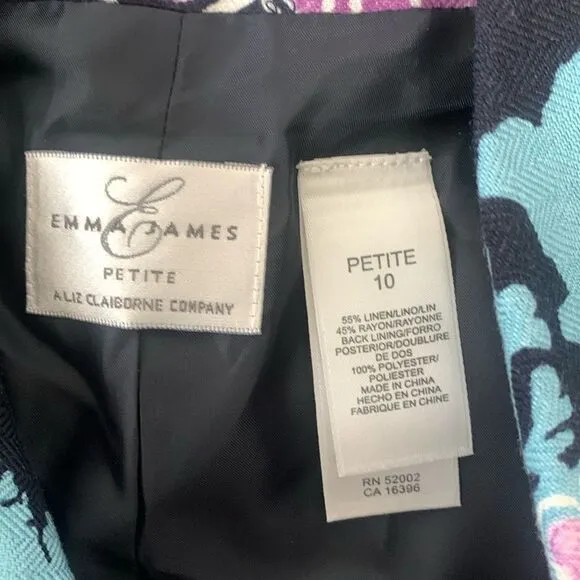 E
EMMA JAMES
PETITE
A LIZ CLAIBORNE COMPANY
PETITE
10
55% LINEN/LINO/LIN
45% RAYON/RAYONNE
BACK LINING/FORRO
POSTERIOR/DOUBLURE
DE DOS
100% POLYESTER/
POLIESTER
MADE IN CHINA
HECHO EN CHINA
FABRIQUE EN CHINE
RN 52002
CA 16396